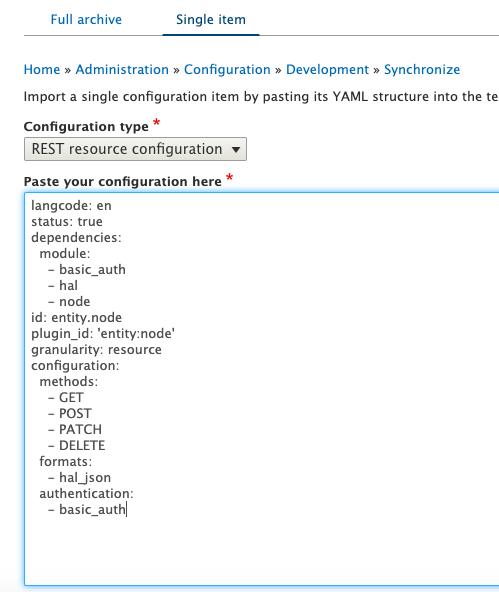 Full archive Single item
Home » Administration » Configuration » Development » Synchronize
Import a single configuration item by pasting its YAML structure into the te
Configuration type *
REST resource configuration
Paste your configuration here *
langcode: en
status: true
dependencies:
  module:
    - basic_auth
    - hal
    - node
id: entity.node
plugin_id: 'entity:node'
granularity: resource
configuration:
  methods:
    - GET
    - POST
    - PATCH
    - DELETE
  formats:
    - hal_json
  authentication:
    - basic_auth